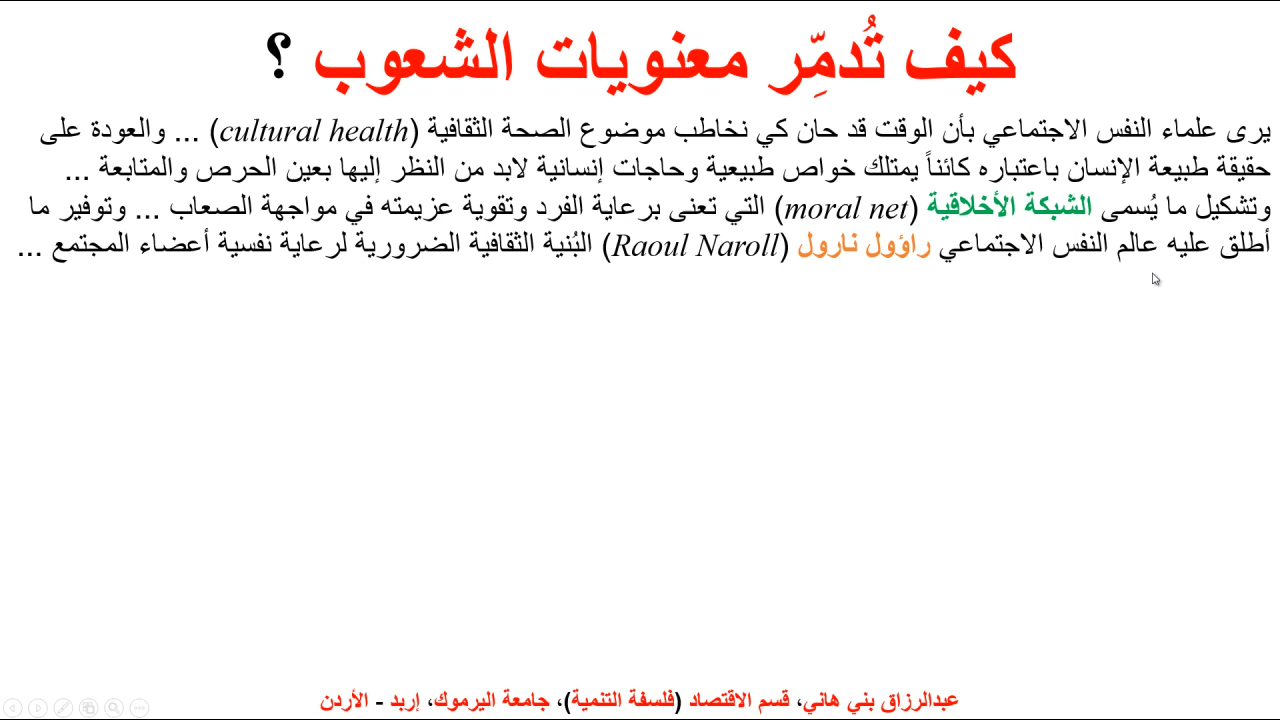 كيف تُدمِّر معنويات الشعوب ؟
يرى علماء النفس الاجتماعي بأن الوقت قد حان كي نخاطب موضوع الصحة الثقافية (cultural health) ... والعودة على
حقيقة طبيعة الإنسان باعتباره كائناً يمتلك خواص طبيعية وحاجات إنسانية لابد من النظر إليها بعين الحرص والمتابعة ...
وتشكيل ما يُسمى الشبكة الأخلاقية (moral net) التي تعنى برعاية الفرد وتقوية عزيمته في مواجهة الصعاب ... وتوفير ما
أطلق عليه عالم النفس الاجتماعي راؤول نارول (Raoul Naroll) البُنية الثقافية الضرورية لرعاية نفسية أعضاء المجتمع ...
عبدالرزاق بني هاني، قسم الاقتصاد (فلسفة التنمية)، جامعة اليرموك، إربد - الأردن